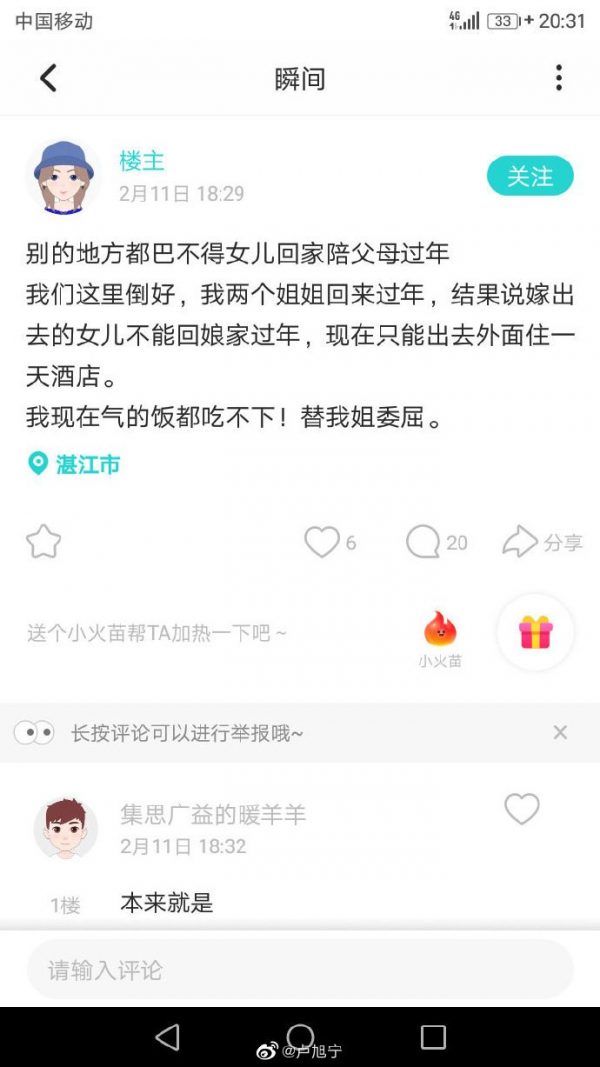 中国移动 4G 33 20:31
瞬间
楼主
2月11日 18:29
关注
别的地方都巴不得女儿回家陪父母过年
我们这里倒好，我两个姐姐回来过年，结果说嫁出
去的女儿不能回娘家过年，现在只能出去外面住一
天酒店。
我现在气的饭都吃不下！替我姐委屈。
湛江市
6 20 分享
送个小火苗帮TA加热一下吧~
小火苗
长按评论可以进行举报哦~
集思广益的暖羊羊
2月11日 18:32
1楼 本来就是
请输入评论
@卢旭宁